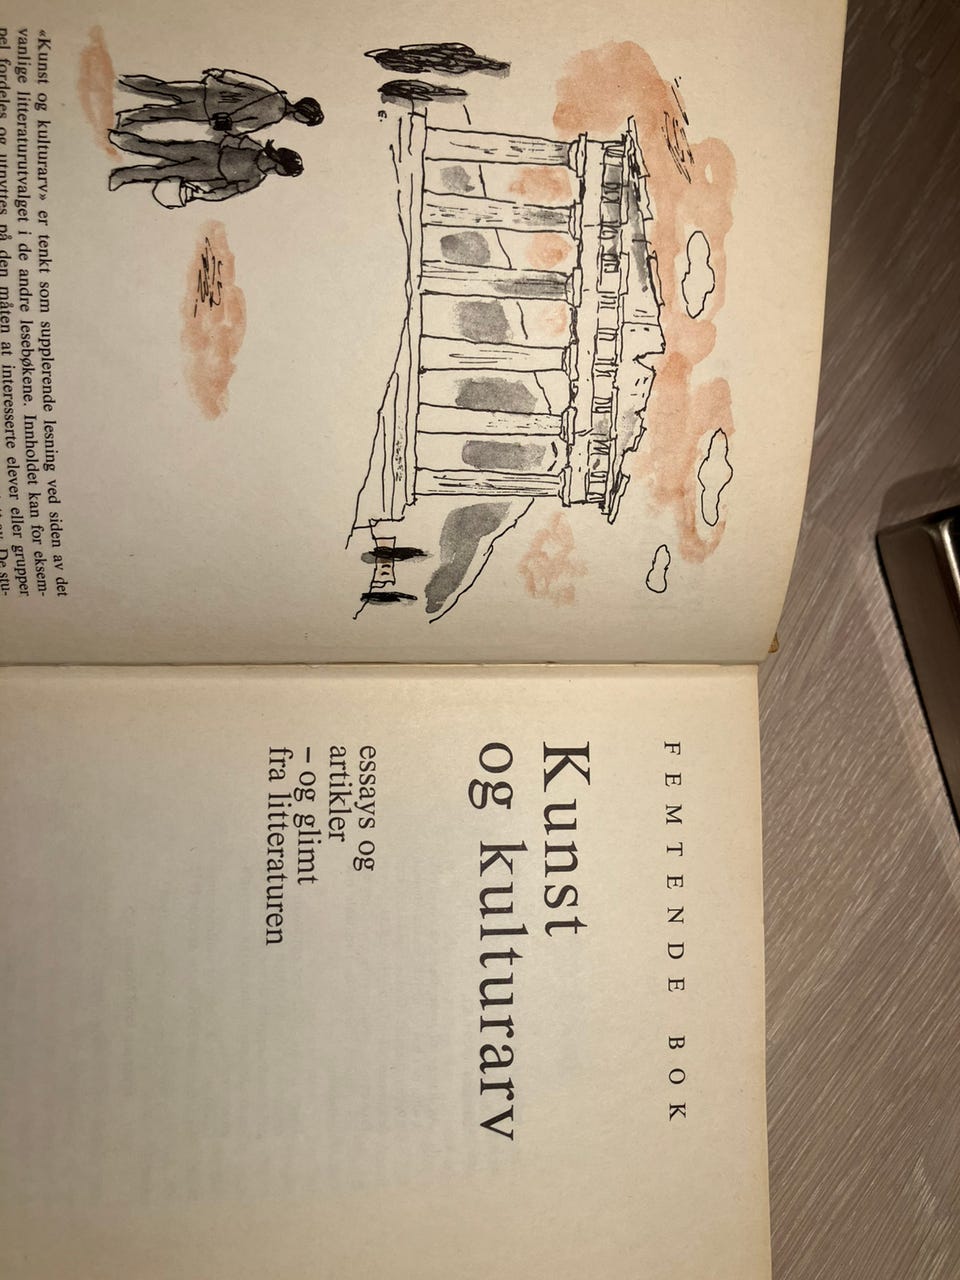 «Kunst og kulturarv» er tenkt som supplerende lesning ved siden av det
vanlige litteraturutvalget i de andre lesebøkene. Innholdet kan for eksem-
pel fordeles og utnyttes på den måten at interesserte elever eller grupper
De stu-
FEMTENDE BOK
Kunst
og kulturarv
essays og
artikler
– og glimt
fra litteraturen